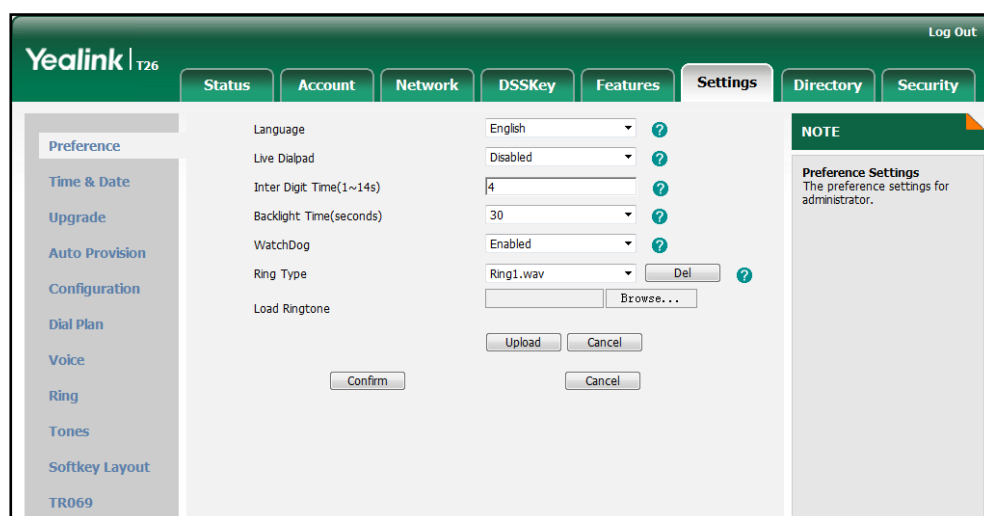 Log Out
Yealink T26
Status Account Network DSSKey Features Settings Directory Security
Preference
Time & Date
Upgrade
Auto Provision
Configuration
Dial Plan
Voice
Ring
Tones
Softkey Layout
TR069
Language English ?
Live Dialpad Disabled ?
Inter Digit Time(1~14s) 4 ?
Backlight Time(seconds) 30 ?
WatchDog Enabled ?
Ring Type Ring1.wav Del ?
Load Ringtone Browse...
Upload Cancel
Confirm Cancel
NOTE
Preference Settings
The preference settings for
administrator.